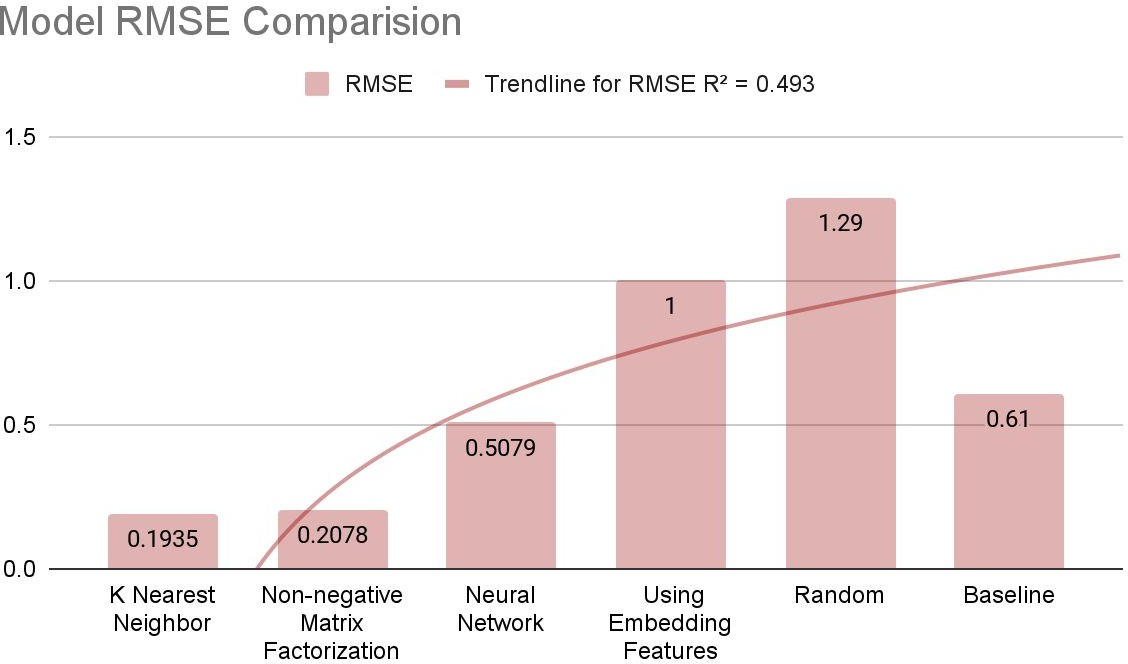 Model RMSE Comparision
RMSE
Trendline for RMSE R² = 0.493
1.5
1.0
0.5
0.0
0.1935
0.2078
0.5079
1
1.29
0.61
K Nearest
Neighbor
Non-negative
Matrix
Factorization
Neural
Network
Using
Embedding
Features
Random
Baseline